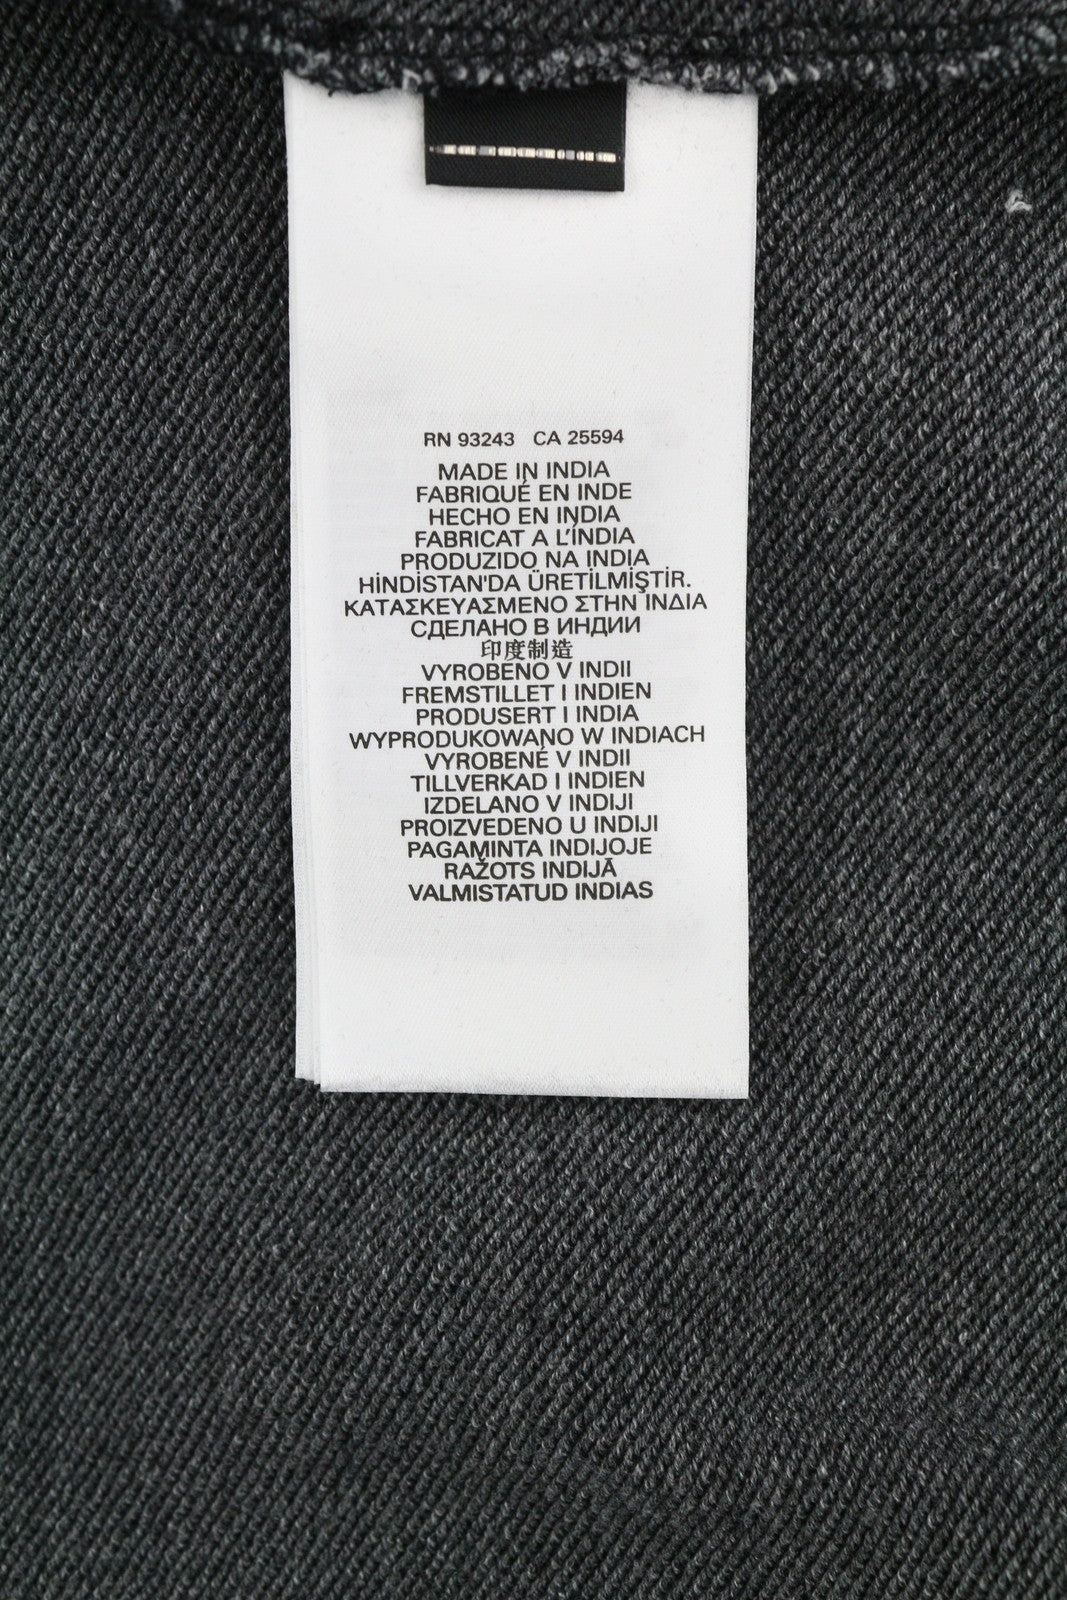 RN 93243 CA 25594
MADE IN INDIA
FABRIQUÉ EN INDE
HECHO EN INDIA
FABRICAT A L'ÍNDIA
PRODUZIDO NA INDIA
HİNDİSTAN'DA ÜRETİLMİŞTİR.
ΚΑΤΑΣΚΕΥΑΣΜΕΝΟ ΣΤΗΝ ΙΝΔΙΑ
СДЕЛАНО В ИНДИИ
印度制造
VYROBENO V INDII
FREMSTILLET I INDIEN
PRODUSERT I INDIA
WYPRODUKOWANO W INDIACH
VYROBENÉ V INDII
TILLVERKAD I INDIEN
IZDELANO V INDIJI
PROIZVEDENO U INDIJI
PAGAMINTA INDIJOJE
RAŽOTS INDIJĀ
VALMISTATUD INDIAS